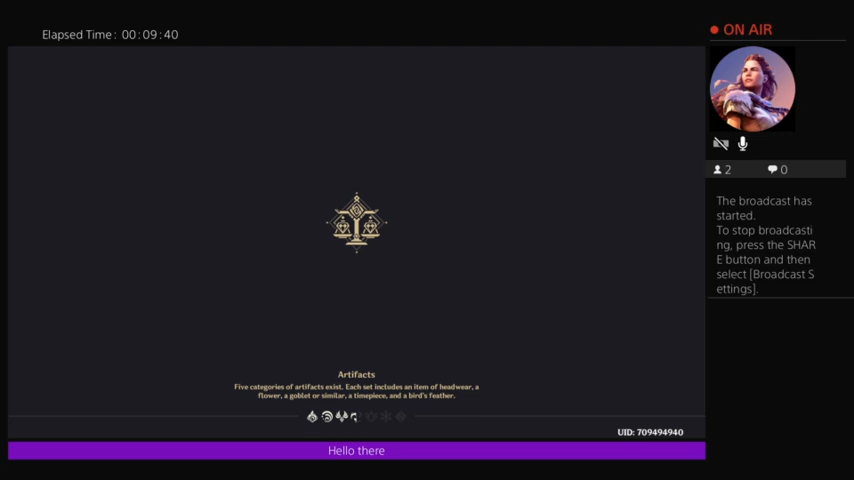 Elapsed Time: 00:09:40
ON AIR
2
0
The broadcast has
started.
To stop broadcasti
ng, press the SHAR
E button and then
select [Broadcast S
ettings].
Artifacts
Five categories of artifacts exist. Each set includes an item of headwear, a
flower, a goblet or similar, a timepiece, and a bird's feather.
UID: 709494940
Hello there